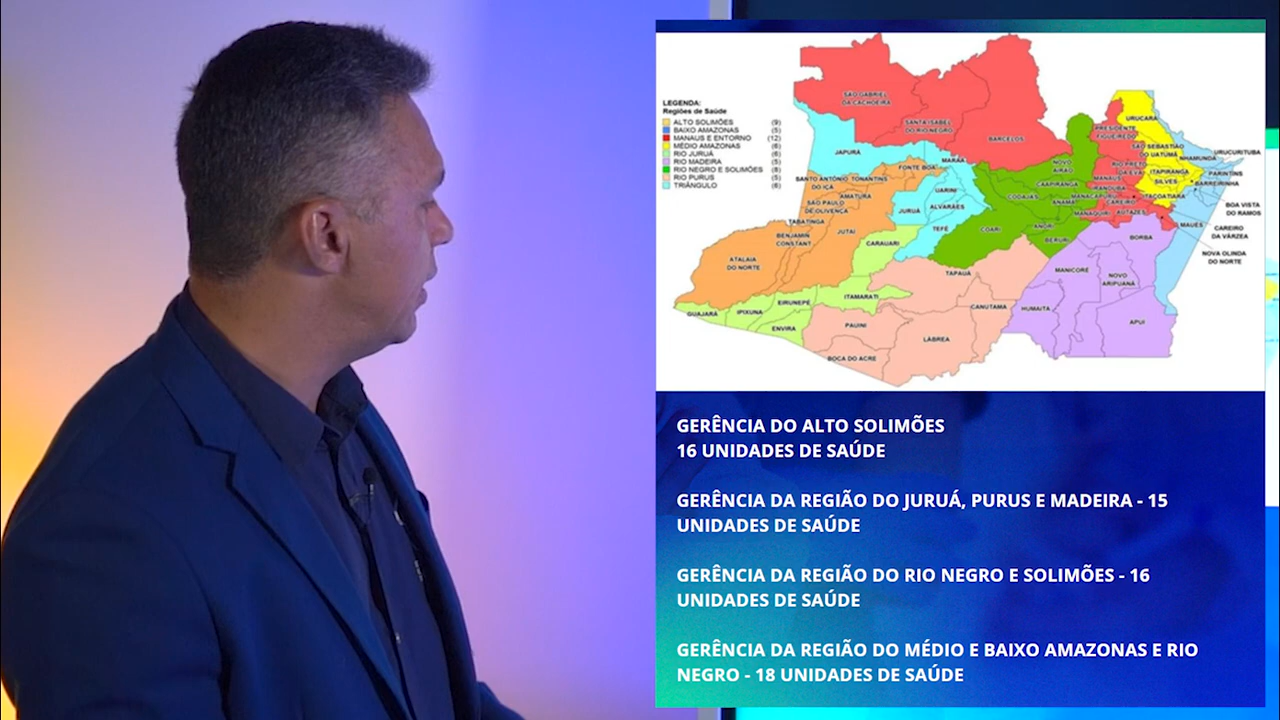 LEGENDA:
Regiões de Saúde
ALTO SOLIMÕES (9)
BAIXO AMAZONAS (5)
MANAUS E ENTORNO (12)
MÉDIO AMAZONAS (6)
RIO JURUÁ (6)
RIO MADEIRA (5)
RIO NEGRO E SOLIMÕES (8)
RIO PURUS (5)
TRIÂNGULO (6)
SÃO GABRIEL
DA CACHOEIRA
SANTA ISABEL
DO RIO NEGRO
BARCELOS
URUCARÁ
PRESIDENTE
FIGUEIREDO
SÃO SEBASTIÃO
DO UATUMÃ
URUCURITUBA
NHAMUNDÁ
JAPURÁ
MARAÃ
FONTE BOA
NOVO
AIRÃO
RIO PRETO
DA EVA
ITAPIRANGA
SILVES
PARINTINS
BARREIRINHA
SANTO ANTÔNIO
DO IÇÁ
TONANTINS
MANAUS
IRANDUBA
CAAPIRANGA
UARINI
AMATURÁ
CODAJÁS
ANAMÃ
MANACAPURU
CAREIRO
ITACOATIARA
SÃO PAULO
DE OLIVENÇA
JURUÁ
ALVARÃES
MANAQUIRI
AUTAZES
BOA VISTA
DO RAMOS
TABATINGA
JUTAI
TEFÉ
COARI
ANORI
MAUÉS
CAREIRO
DA VÁRZEA
BENJAMIN
CONSTANT
CARAUARI
BERURI
BORBA
NOVA OLINDA
DO NORTE
ATALAIA
DO NORTE
TAPAUÁ
MANICORÉ
NOVO
ARIPUANÃ
ITAMARATI
EIRUNEPÉ
CANUTAMA
HUMAITÁ
GUAJARÁ
IPIXUNA
ENVIRA
PAUINI
APUI
LÁBREA
BOCA DO ACRE
GERÊNCIA DO ALTO SOLIMÕES
16 UNIDADES DE SAÚDE
GERÊNCIA DA REGIÃO DO JURUÁ, PURUS E MADEIRA - 15
UNIDADES DE SAÚDE
GERÊNCIA DA REGIÃO DO RIO NEGRO E SOLIMÕES - 16
UNIDADES DE SAÚDE
GERÊNCIA DA REGIÃO DO MÉDIO E BAIXO AMAZONAS E RIO
NEGRO - 18 UNIDADES DE SAÚDE